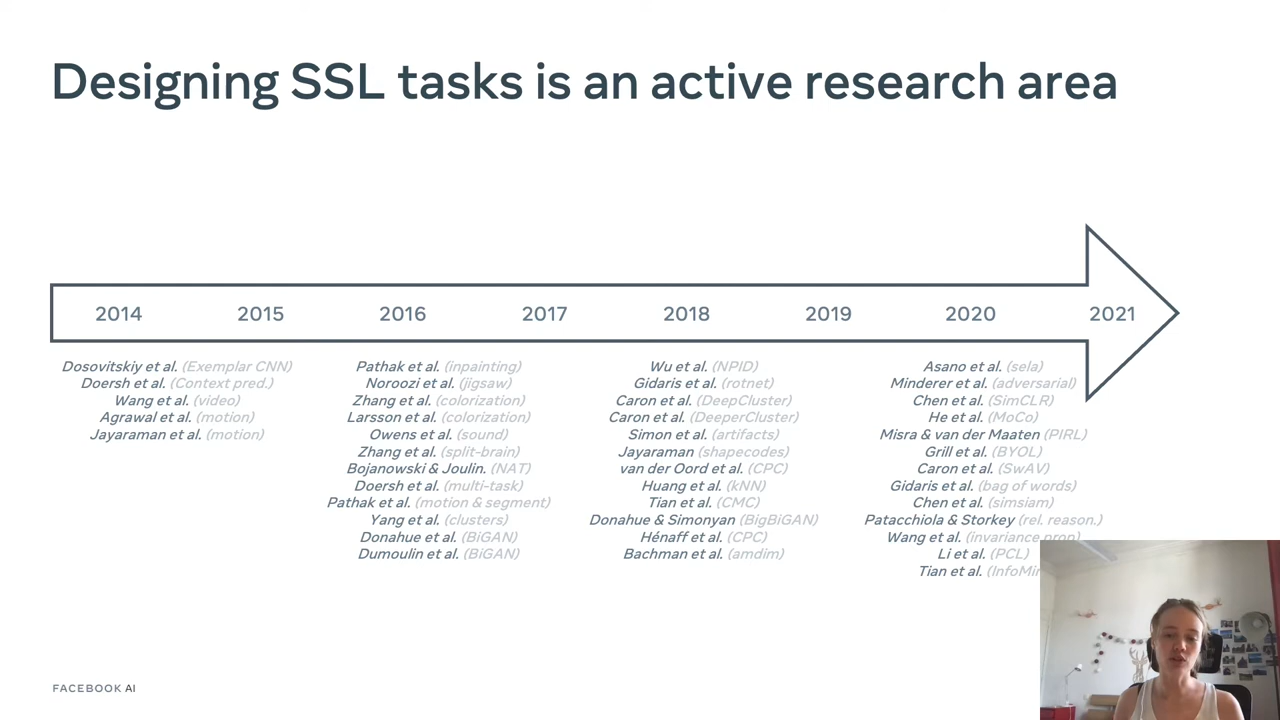 Designing SSL tasks is an active research area
2014 2015 2016 2017 2018 2019 2020 2021
Dosovitskiy et al. (Exemplar CNN)
Doersh et al. (Context pred.)
Wang et al. (video)
Agrawal et al. (motion)
Jayaraman et al. (motion)
Pathak et al. (inpainting)
Noroozi et al. (jigsaw)
Zhang et al. (colorization)
Larsson et al. (colorization)
Owens et al. (sound)
Zhang et al. (split-brain)
Bojanowski & Joulin. (NAT)
Doersh et al. (multi-task)
Pathak et al. (motion & segment)
Yang et al. (clusters)
Donahue et al. (BiGAN)
Dumoulin et al. (BiGAN)
Wu et al. (NPID)
Gidaris et al. (rotnet)
Caron et al. (DeepCluster)
Caron et al. (DeeperCluster)
Simon et al. (artifacts)
Jayaraman (shapecodes)
van der Oord et al. (CPC)
Huang et al. (kNN)
Tian et al. (CMC)
Donahue & Simonyan (BigBiGAN)
Hénaff et al. (CPC)
Bachman et al. (amdim)
Asano et al. (sela)
Minderer et al. (adversarial)
Chen et al. (SimCLR)
He et al. (MoCo)
Misra & van der Maaten (PIRL)
Grill et al. (BYOL)
Caron et al. (SwAV)
Gidaris et al. (bag of words)
Chen et al. (simsiam)
Patacchiola & Storkey (rel. reason.)
Wang et al. (invariance prop)
Li et al. (PCL)
Tian et al.
FACEBOOK AI